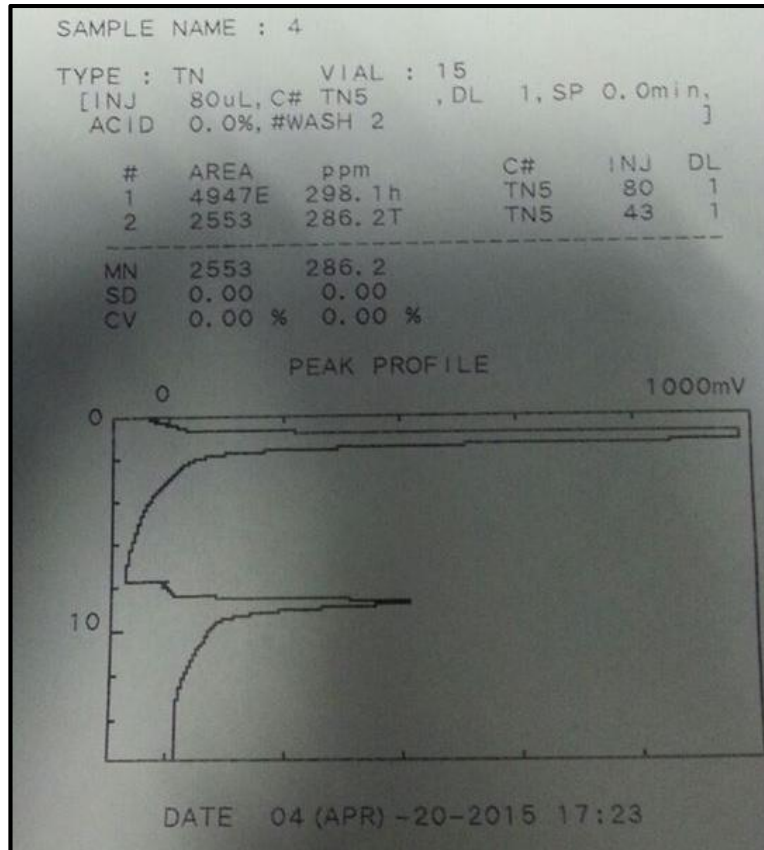 SAMPLE NAME : 4
TYPE : TN VIAL : 15
[INJ 80uL, C# TN5 , DL 1, SP 0.0min,
ACID 0.0%, #WASH 2 ]
# AREA ppm C# INJ DL
1 4947E 298.1h TN5 80 1
2 2553 286.2T TN5 43 1
MN 2553 286.2
SD 0.00 0.00
CV 0.00 % 0.00 %
PEAK PROFILE
0 1000mV
0
10
DATE 04(APR)-20-2015 17:23